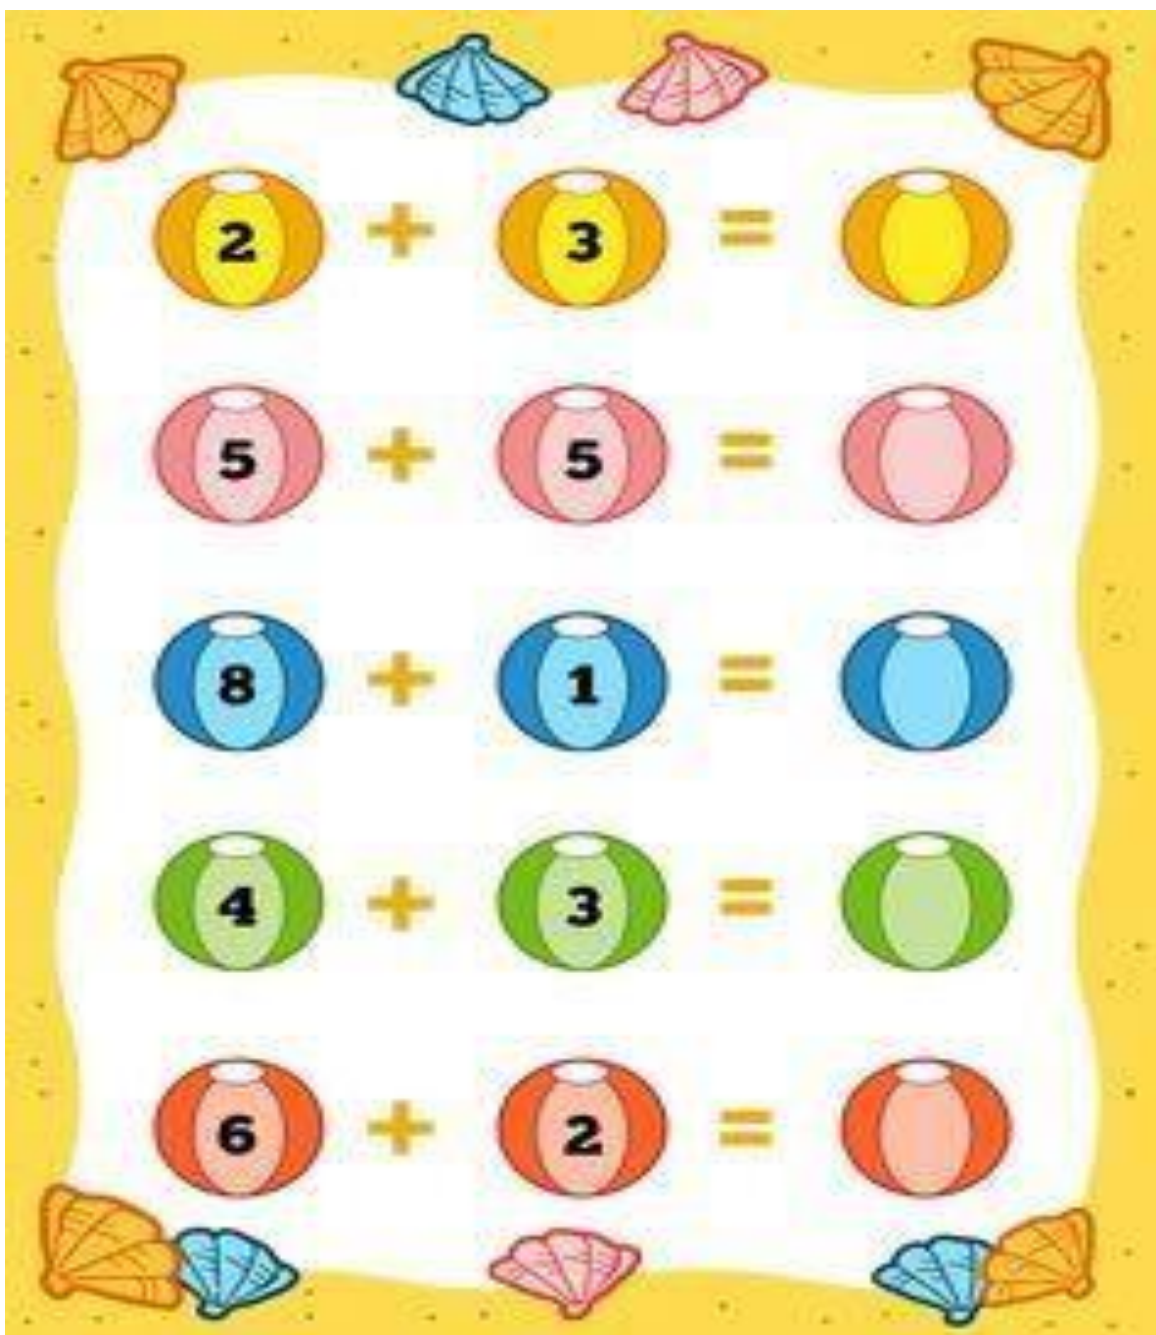 2 + 3 =
5 + 5 =
8 + 1 =
4 + 3 =
6 + 2 =